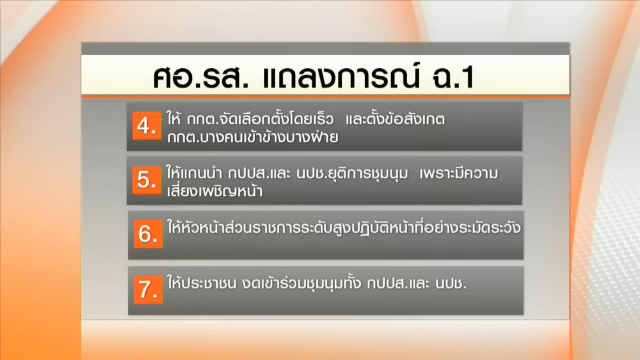 ศอ.รส. แถลงการณ์ ฉ.1
4. ให้ กกต.จัดเลือกตั้งโดยเร็ว และตั้งข้อสังเกต
กกต.บางคนเข้าข้างบางฝ่าย
5. ให้แกนนำ กปปส.และ นปช.ยุติการชุมนุม เพราะมีความ
เสี่ยงเผชิญหน้า
6. ให้หัวหน้าส่วนราชการระดับสูงปฏิบัติหน้าที่อย่างระมัดระวัง
7. ให้ประชาชน งดเข้าร่วมชุมนุมทั้ง กปปส.และ นปช.